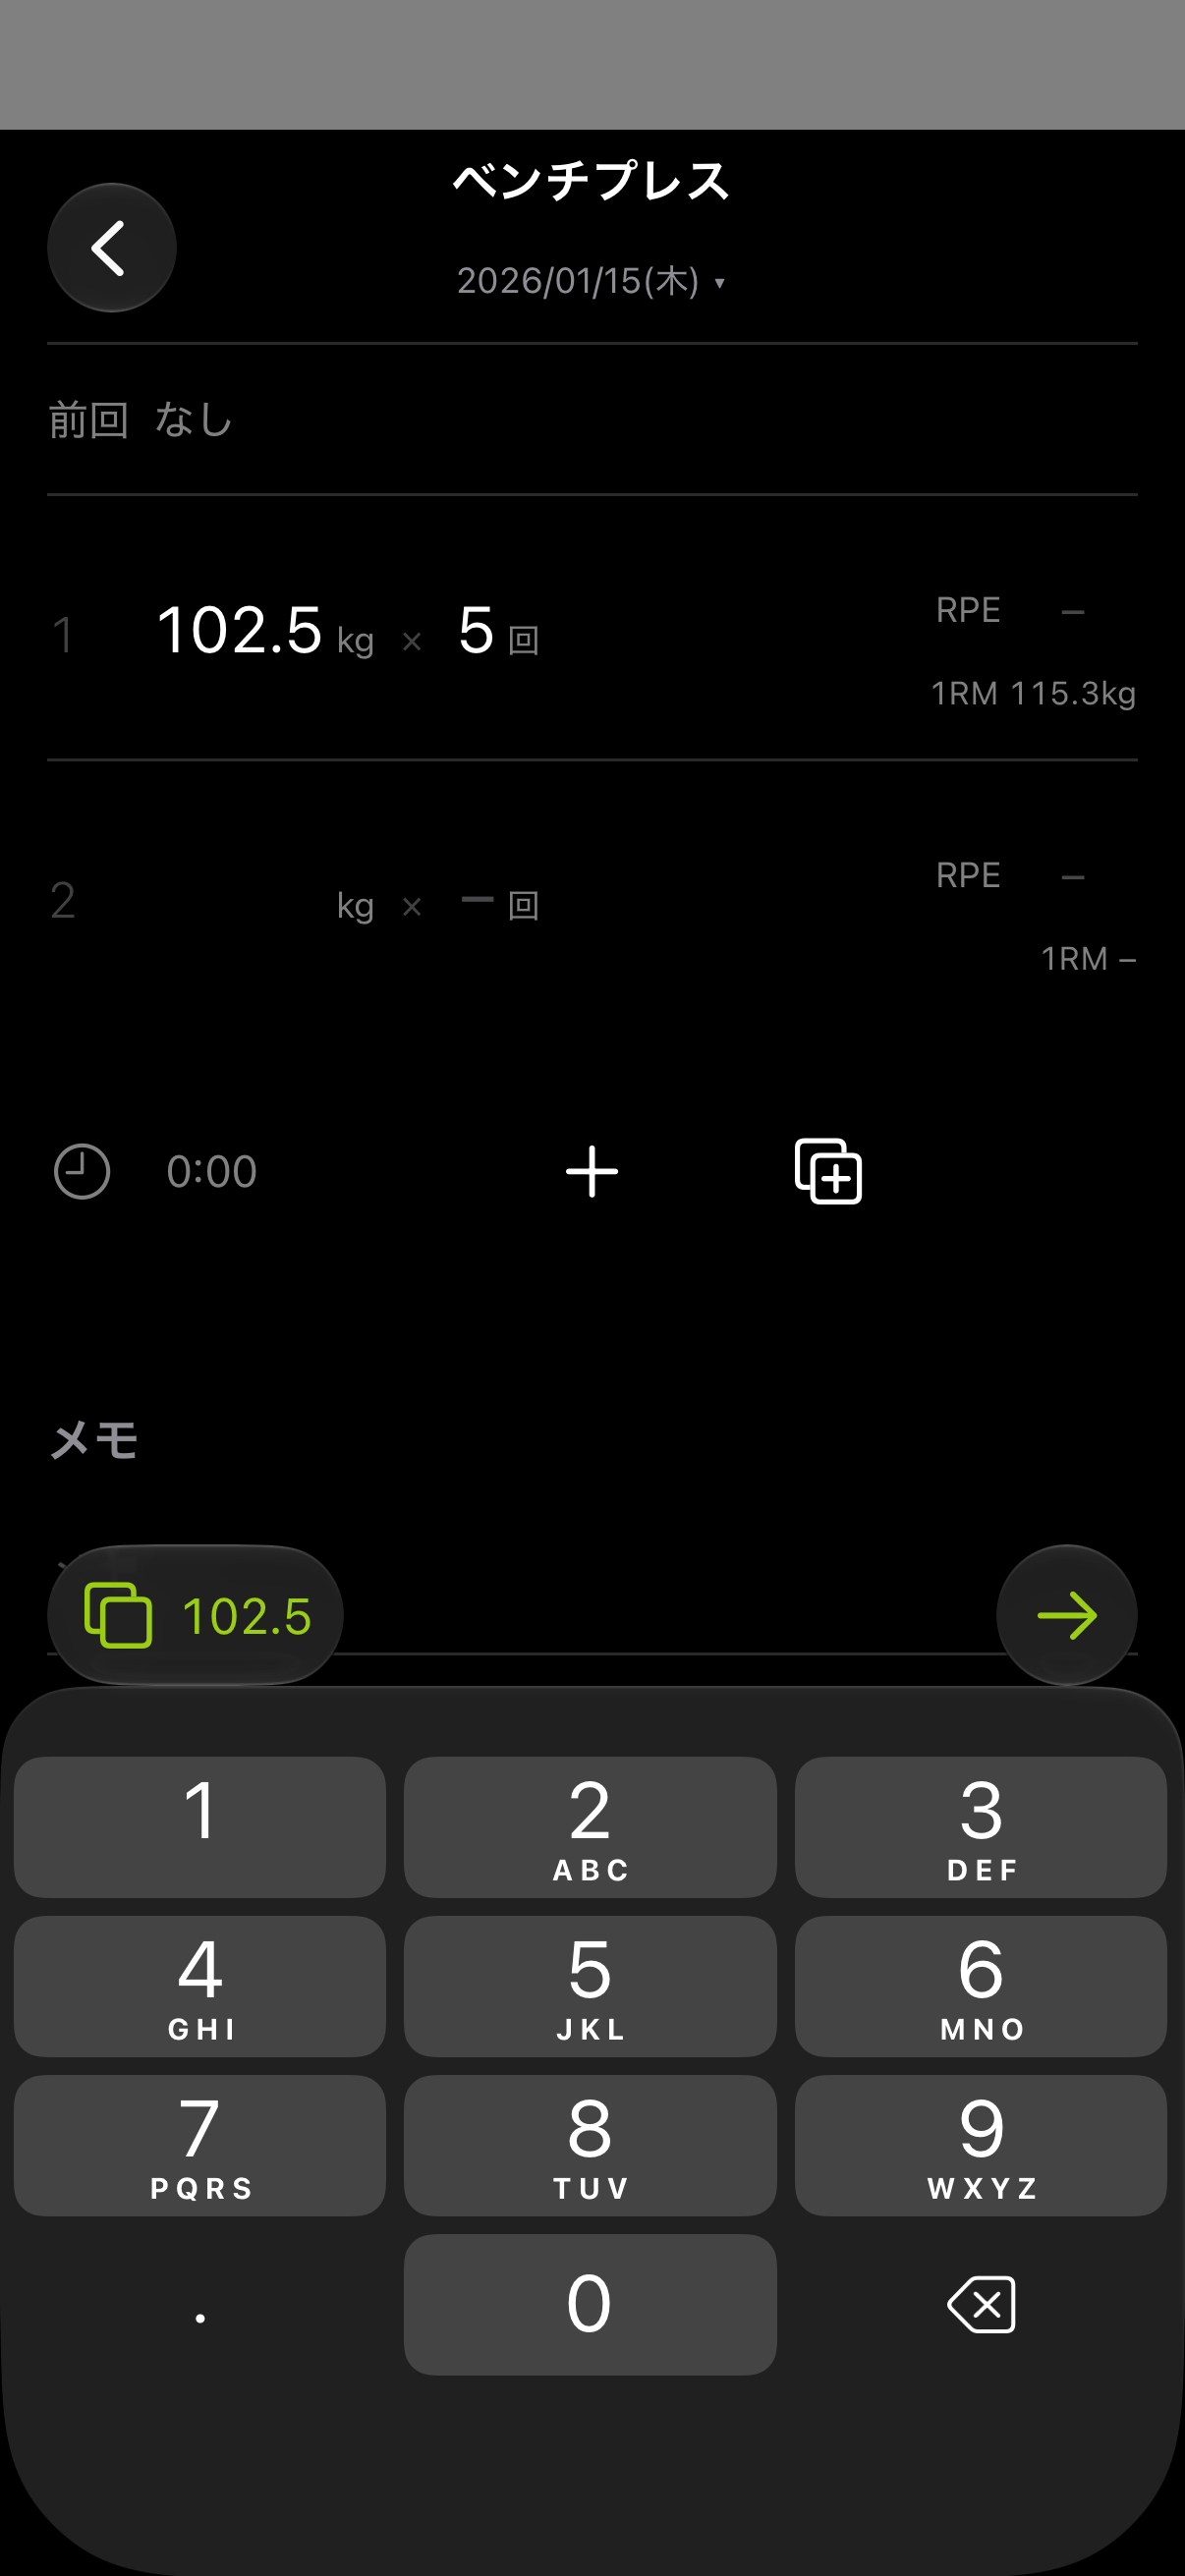 ベンチプレス
2026/01/15(木) ▾
前回 なし
1 102.5 kg × 5 回 RPE –
1RM 115.3kg
2 kg × – 回 RPE –
1RM –
0:00
メモ
102.5
1 2 3
ABC DEF
4 5 6
GHI JKL MNO
7 8 9
PQRS TUV WXYZ
. 0